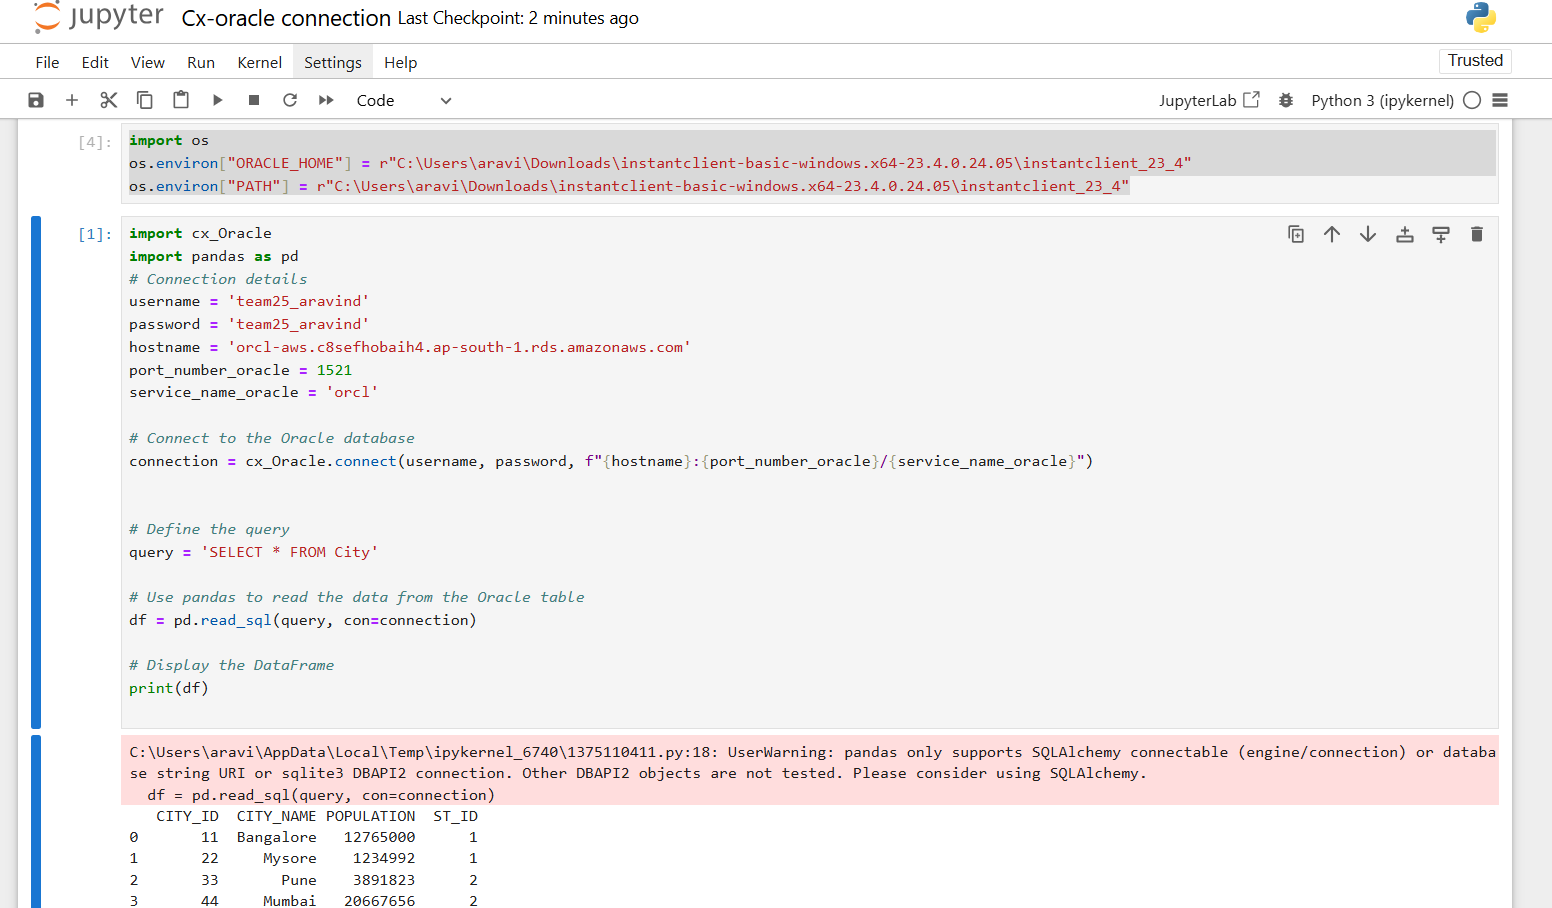 jupyter Cx-oracle connection Last Checkpoint: 2 minutes ago
File Edit View Run Kernel Settings Help Trusted
Code JupyterLab Python 3 (ipykernel)
[4]: import os
os.environ["ORACLE_HOME"] = r"C:\Users\aravi\Downloads\instantclient-basic-windows.x64-23.4.0.24.05\instantclient_23_4"
os.environ["PATH"] = r"C:\Users\aravi\Downloads\instantclient-basic-windows.x64-23.4.0.24.05\instantclient_23_4"
[1]: import cx_Oracle
import pandas as pd
# Connection details
username = 'team25_aravind'
password = 'team25_aravind'
hostname = 'orcl-aws.c8sefhobaih4.ap-south-1.rds.amazonaws.com'
port_number_oracle = 1521
service_name_oracle = 'orcl'
# Connect to the Oracle database
connection = cx_Oracle.connect(username, password, f"{hostname}:{port_number_oracle}/{service_name_oracle}")
# Define the query
query = 'SELECT * FROM City'
# Use pandas to read the data from the Oracle table
df = pd.read_sql(query, con=connection)
# Display the DataFrame
print(df)
C:\Users\aravi\AppData\Local\Temp\ipykernel_6740\1375110411.py:18: UserWarning: pandas only supports SQLAlchemy connectable (engine/connection) or databa
se string URI or sqlite3 DBAPI2 connection. Other DBAPI2 objects are not tested. Please consider using SQLAlchemy.
df = pd.read_sql(query, con=connection)
CITY_ID CITY_NAME POPULATION ST_ID
0 11 Bangalore 12765000 1
1 22 Mysore 1234992 1
2 33 Pune 3891823 2
3 44 Mumbai 20667656 2